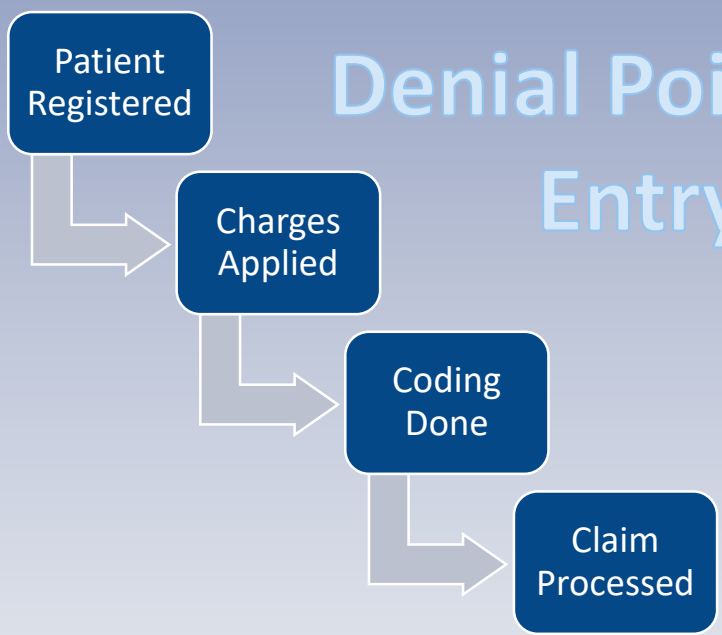 Denial Poi
Entry
Patient
Registered
Charges
Applied
Coding
Done
Claim
Processed